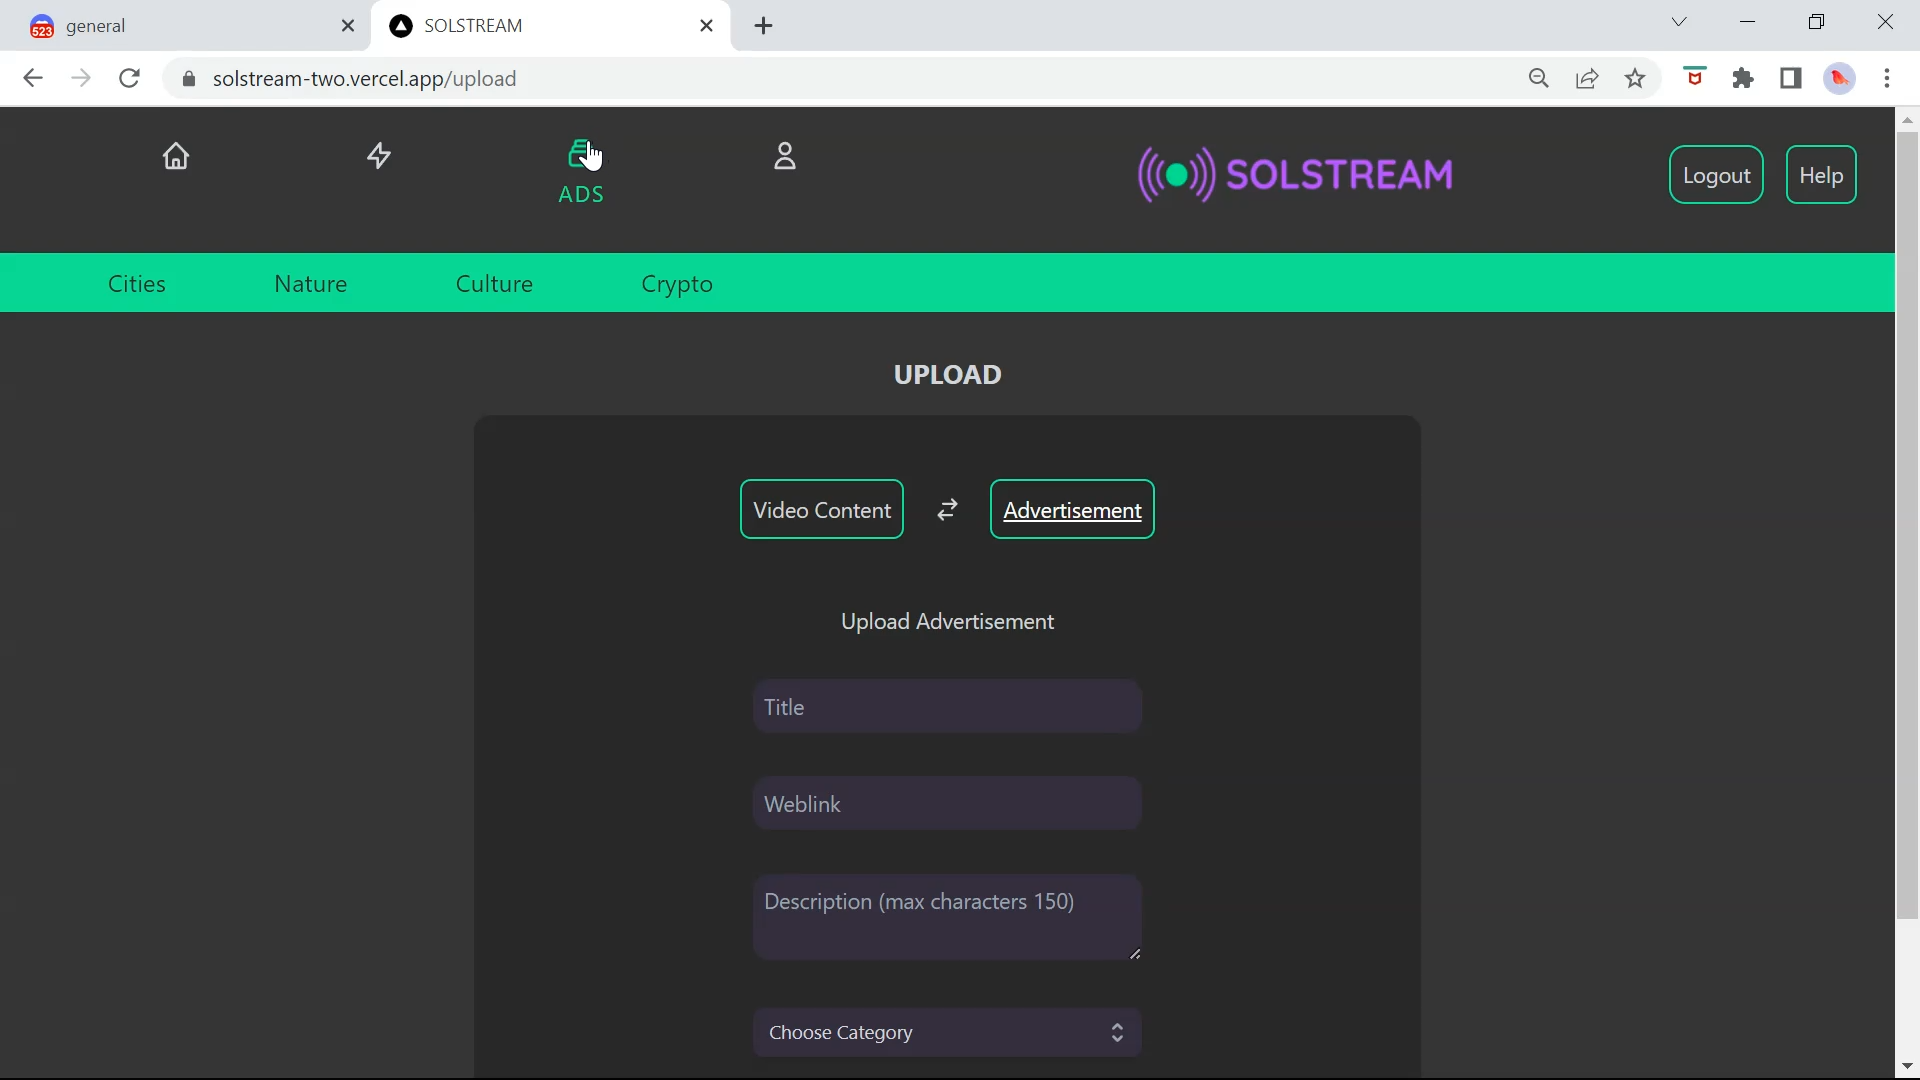 523 general
SOLSTREAM
solstream-two.vercel.app/upload
ADS
SOLSTREAM
Logout
Help
Cities
Nature
Culture
Crypto
UPLOAD
Video Content
Advertisement
Upload Advertisement
Title
Weblink
Description (max characters 150)
Choose Category